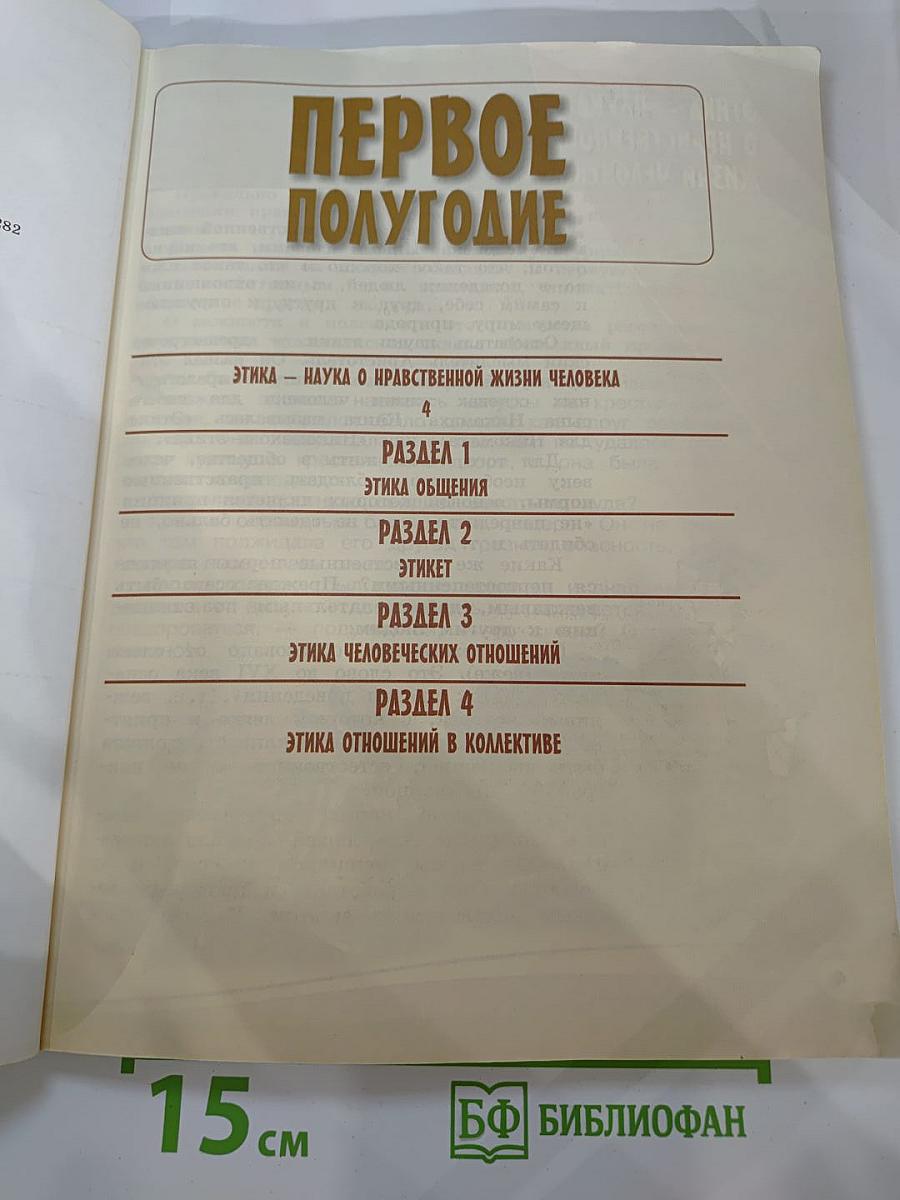 282
ПЕРВОЕ
ПОЛУГОДИЕ
ЭТИКА – НАУКА О НРАВСТВЕННОЙ ЖИЗНИ ЧЕЛОВЕКА
4
РАЗДЕЛ 1
ЭТИКА ОБЩЕНИЯ
РАЗДЕЛ 2
ЭТИКЕТ
РАЗДЕЛ 3
ЭТИКА ЧЕЛОВЕЧЕСКИХ ОТНОШЕНИЙ
РАЗДЕЛ 4
ЭТИКА ОТНОШЕНИЙ В КОЛЛЕКТИВЕ
15 см
БФ БИБЛИОФАН